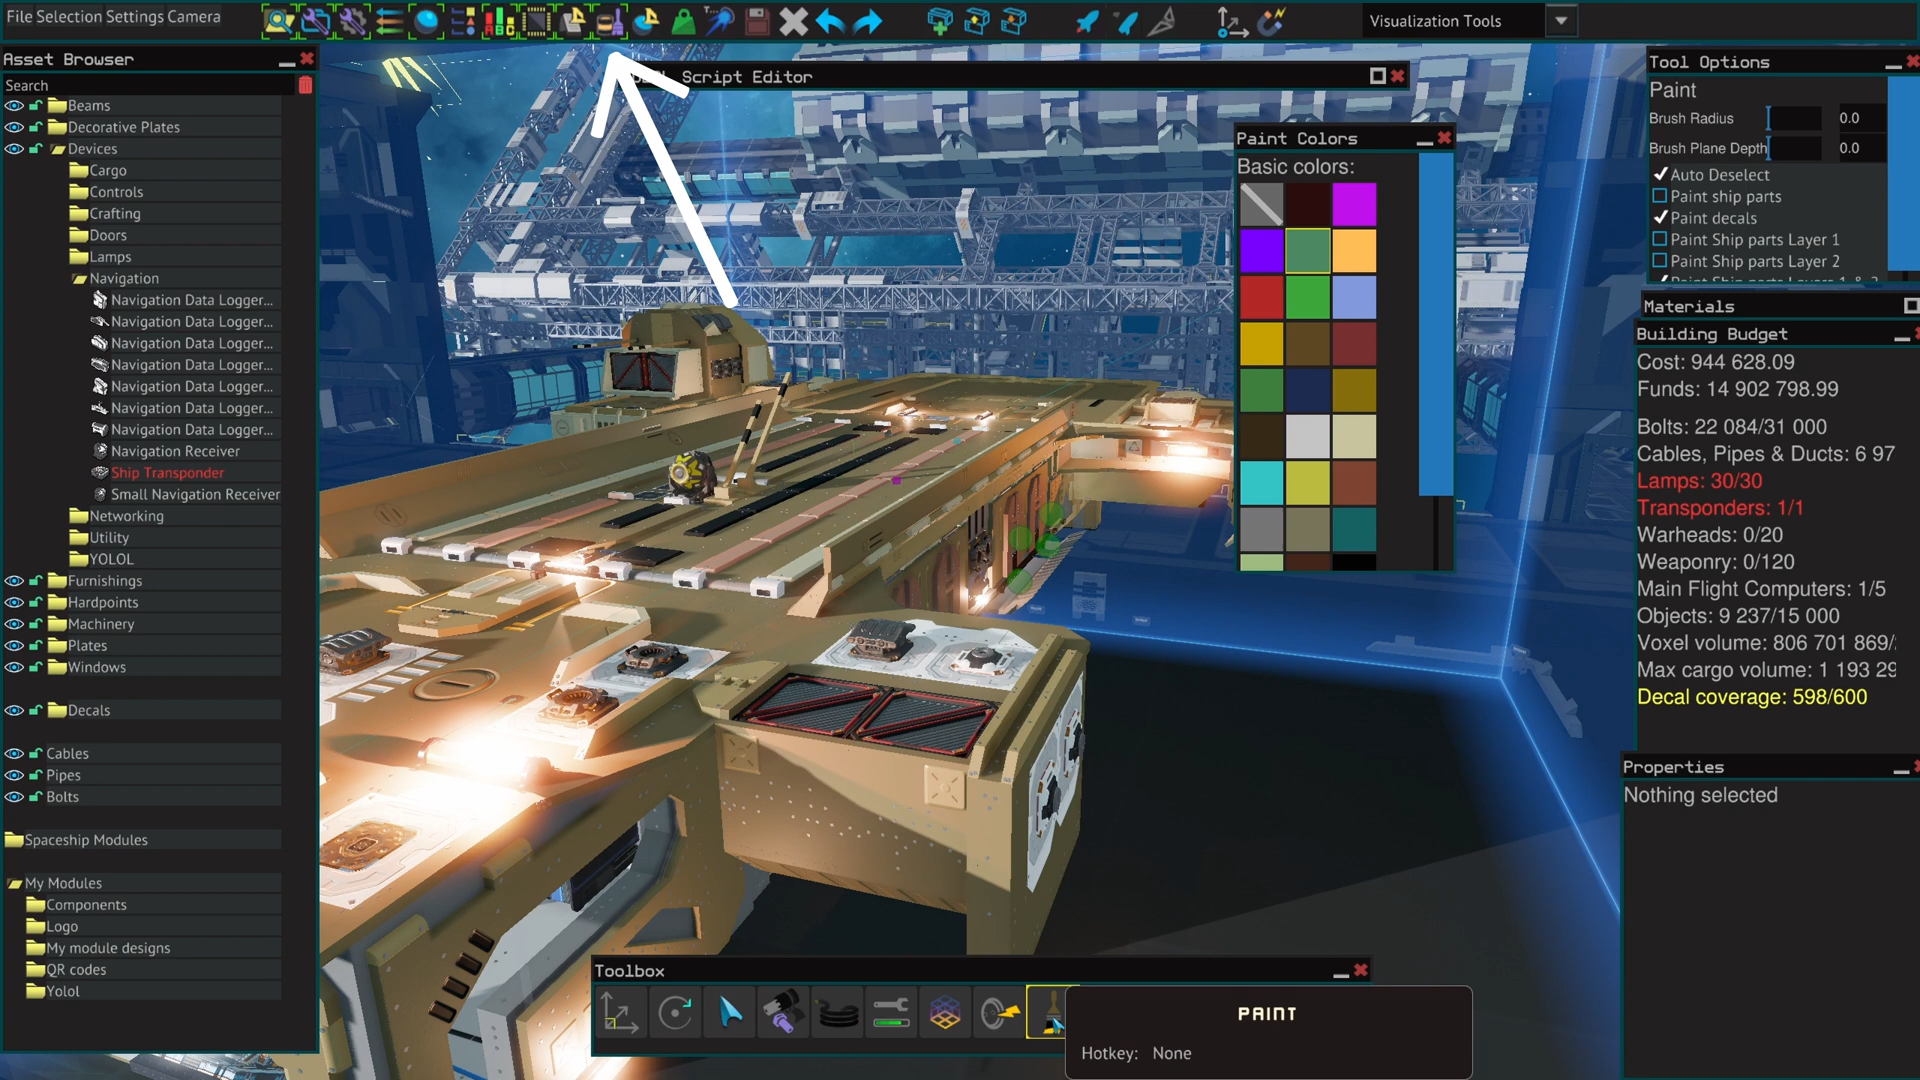 File Selection Settings Camera
Visualization Tools
Asset Browser
Search
Beams
Decorative Plates
Devices
Cargo
Controls
Crafting
Doors
Lamps
Navigation
Navigation Data Logger...
Navigation Data Logger...
Navigation Data Logger...
Navigation Data Logger...
Navigation Data Logger...
Navigation Data Logger...
Navigation Data Logger...
Navigation Receiver
Ship Transponder
Small Navigation Receiver
Networking
Utility
YOLOL
Furnishings
Hardpoints
Machinery
Plates
Windows
Decals
Cables
Pipes
Bolts
Spaceship Modules
My Modules
Components
Logo
My module designs
QR codes
Yolol
Script Editor
Paint Colors
Basic colors:
Tool Options
Paint
Brush Radius 0.0
Brush Plane Depth 0.0
Auto Deselect
Paint ship parts
Paint decals
Paint Ship parts Layer 1
Paint Ship parts Layer 2
Materials
Building Budget
Cost: 944 628.09
Funds: 14 902 798.99
Bolts: 22 084/31 000
Cables, Pipes & Ducts: 6 97
Lamps: 30/30
Transponders: 1/1
Warheads: 0/20
Weaponry: 0/120
Main Flight Computers: 1/5
Objects: 9 237/15 000
Voxel volume: 806 701 869/
Max cargo volume: 1 193 29
Decal coverage: 598/600
Properties
Nothing selected
Toolbox
PAINT
Hotkey: None